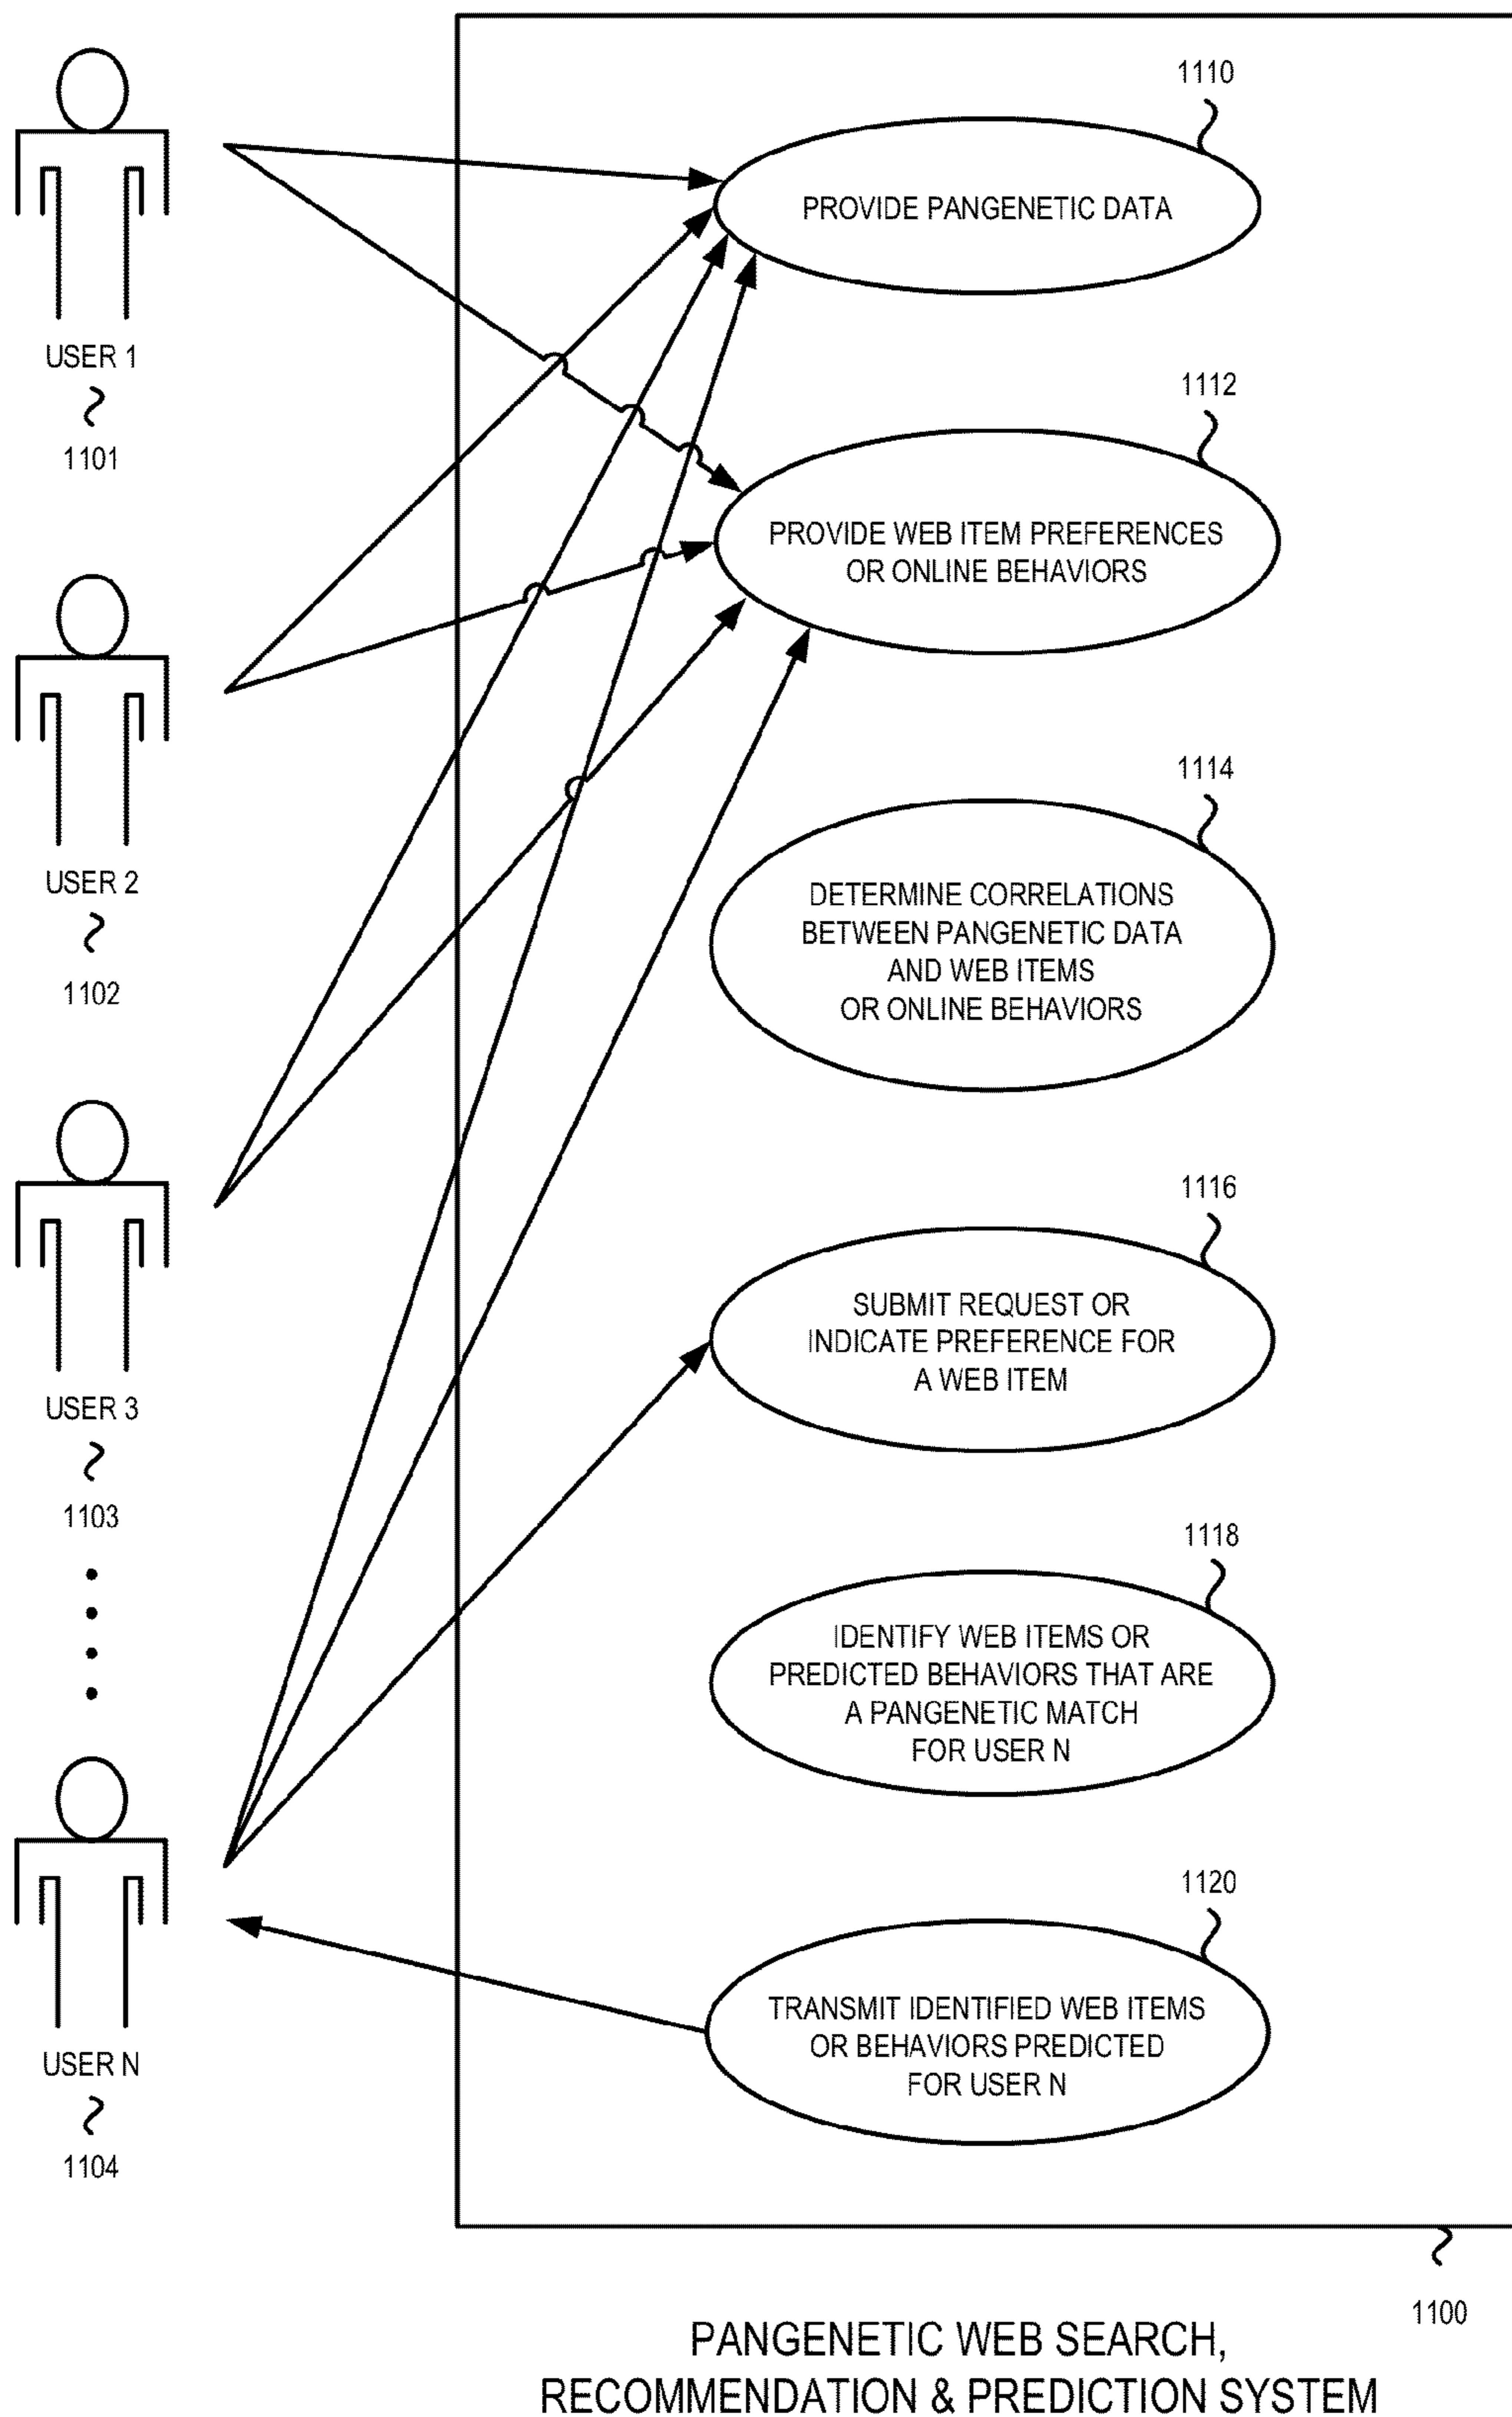 1110
PROVIDE PANGENETIC DATA
USER 1
1101
1112
PROVIDE WEB ITEM PREFERENCES
OR ONLINE BEHAVIORS
USER 2
1102
1114
DETERMINE CORRELATIONS
BETWEEN PANGENETIC DATA
AND WEB ITEMS
OR ONLINE BEHAVIORS
USER 3
1103
1116
SUBMIT REQUEST OR
INDICATE PREFERENCE FOR
A WEB ITEM
1118
IDENTIFY WEB ITEMS OR
PREDICTED BEHAVIORS THAT ARE
A PANGENETIC MATCH
FOR USER N
USER N
1104
1120
TRANSMIT IDENTIFIED WEB ITEMS
OR BEHAVIORS PREDICTED
FOR USER N
1100
PANGENETIC WEB SEARCH,
RECOMMENDATION & PREDICTION SYSTEM